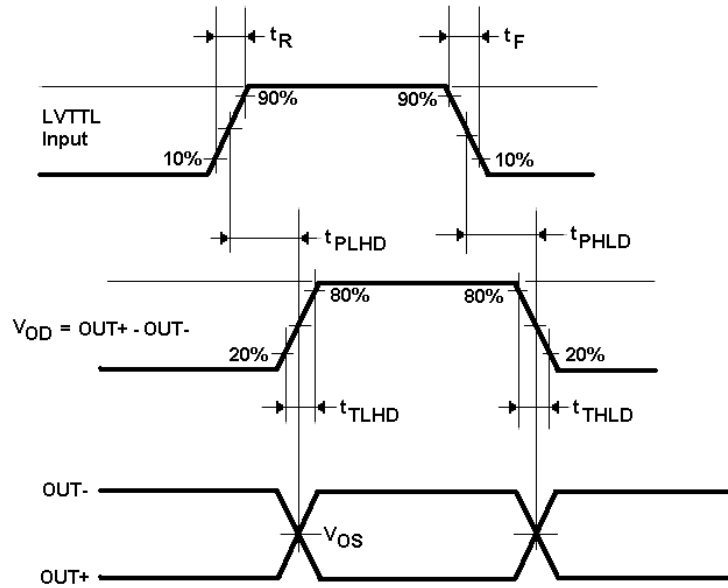 tR
tF
LVTTL
Input
90%
90%
10%
10%
tPLHD
tPHLD
VOD = OUT+ - OUT-
80%
80%
20%
20%
tTLHD
tTHLD
OUT-
VOS
OUT+